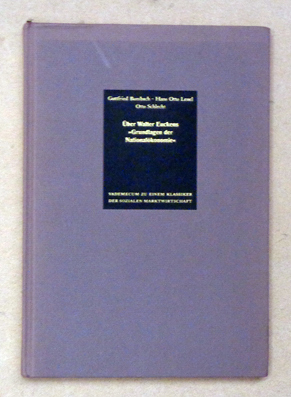 Gottfried Bombach · Hans Otto Lenel
Otto Schlecht
Über Walter Euckens
»Grundlagen der
Nationalökonomie«
VADEMECUM ZU EINEM KLASSIKER
DER SOZIALEN MARKTWIRTSCHAFT